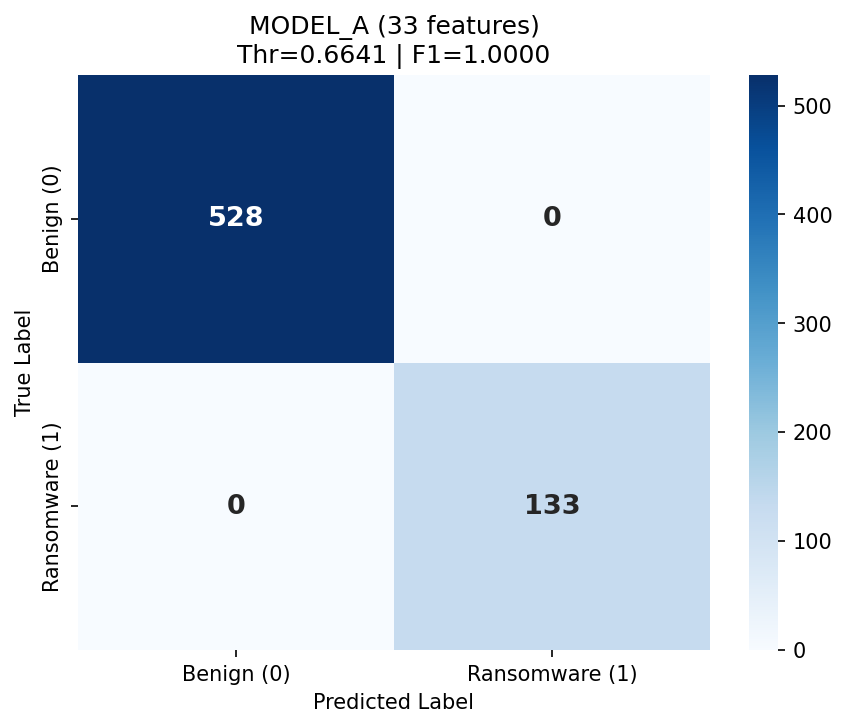 MODEL_A (33 features)
Thr=0.6641 | F1=1.0000
True Label
Benign (0)
Ransomware (1)
528
0
0
133
Benign (0)
Ransomware (1)
Predicted Label
500
400
300
200
100
0